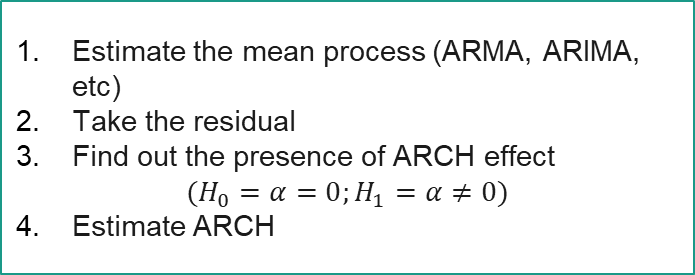 1. Estimate the mean process (ARMA, ARIMA,
etc)
2. Take the residual
3. Find out the presence of ARCH effect
(𝐻₀ = 𝛼 = 0; 𝐻₁ = 𝛼 ≠ 0)
4. Estimate ARCH